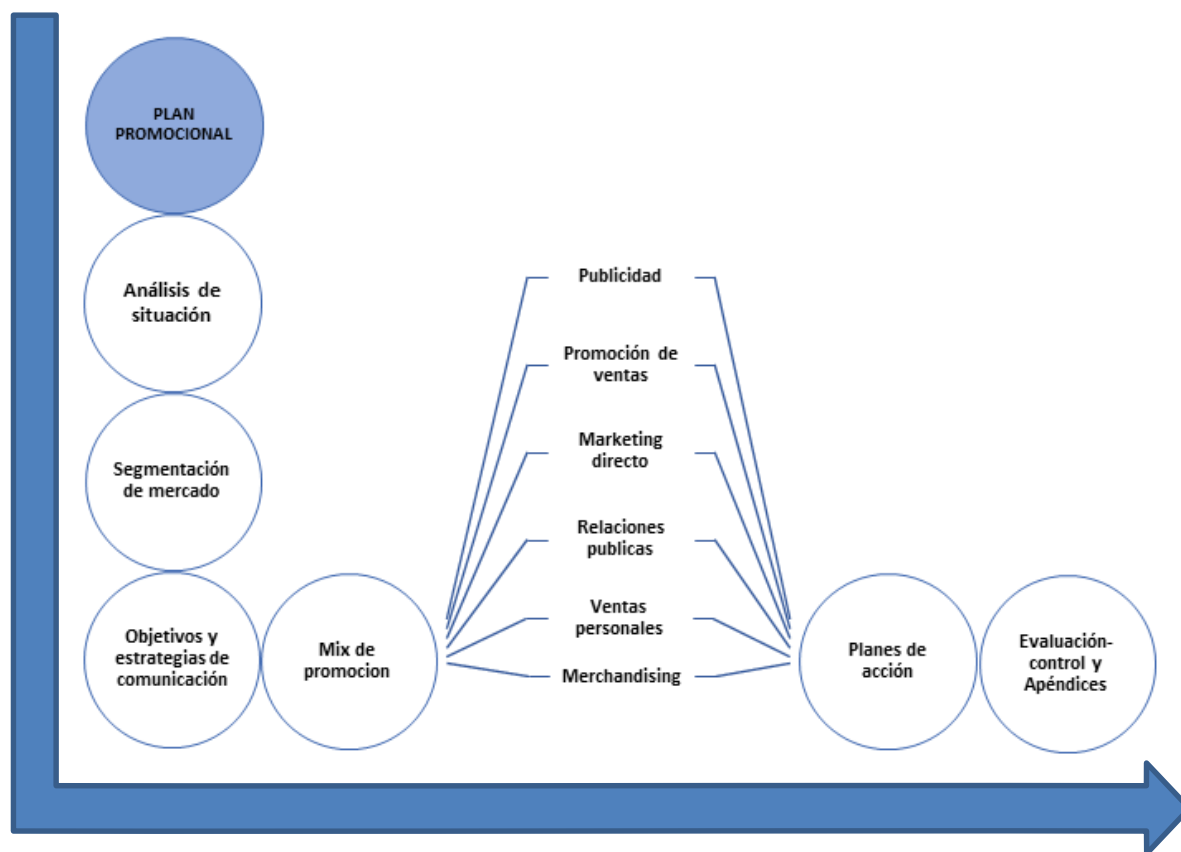 PLAN
PROMOCIONAL
Análisis de
situación
Segmentación
de mercado
Objetivos y
estrategias de
comunicación
Mix de
promocion
Publicidad
Promoción de
ventas
Marketing
directo
Relaciones
publicas
Ventas
personales
Merchandising
Planes de
acción
Evaluación-
control y
Apéndices